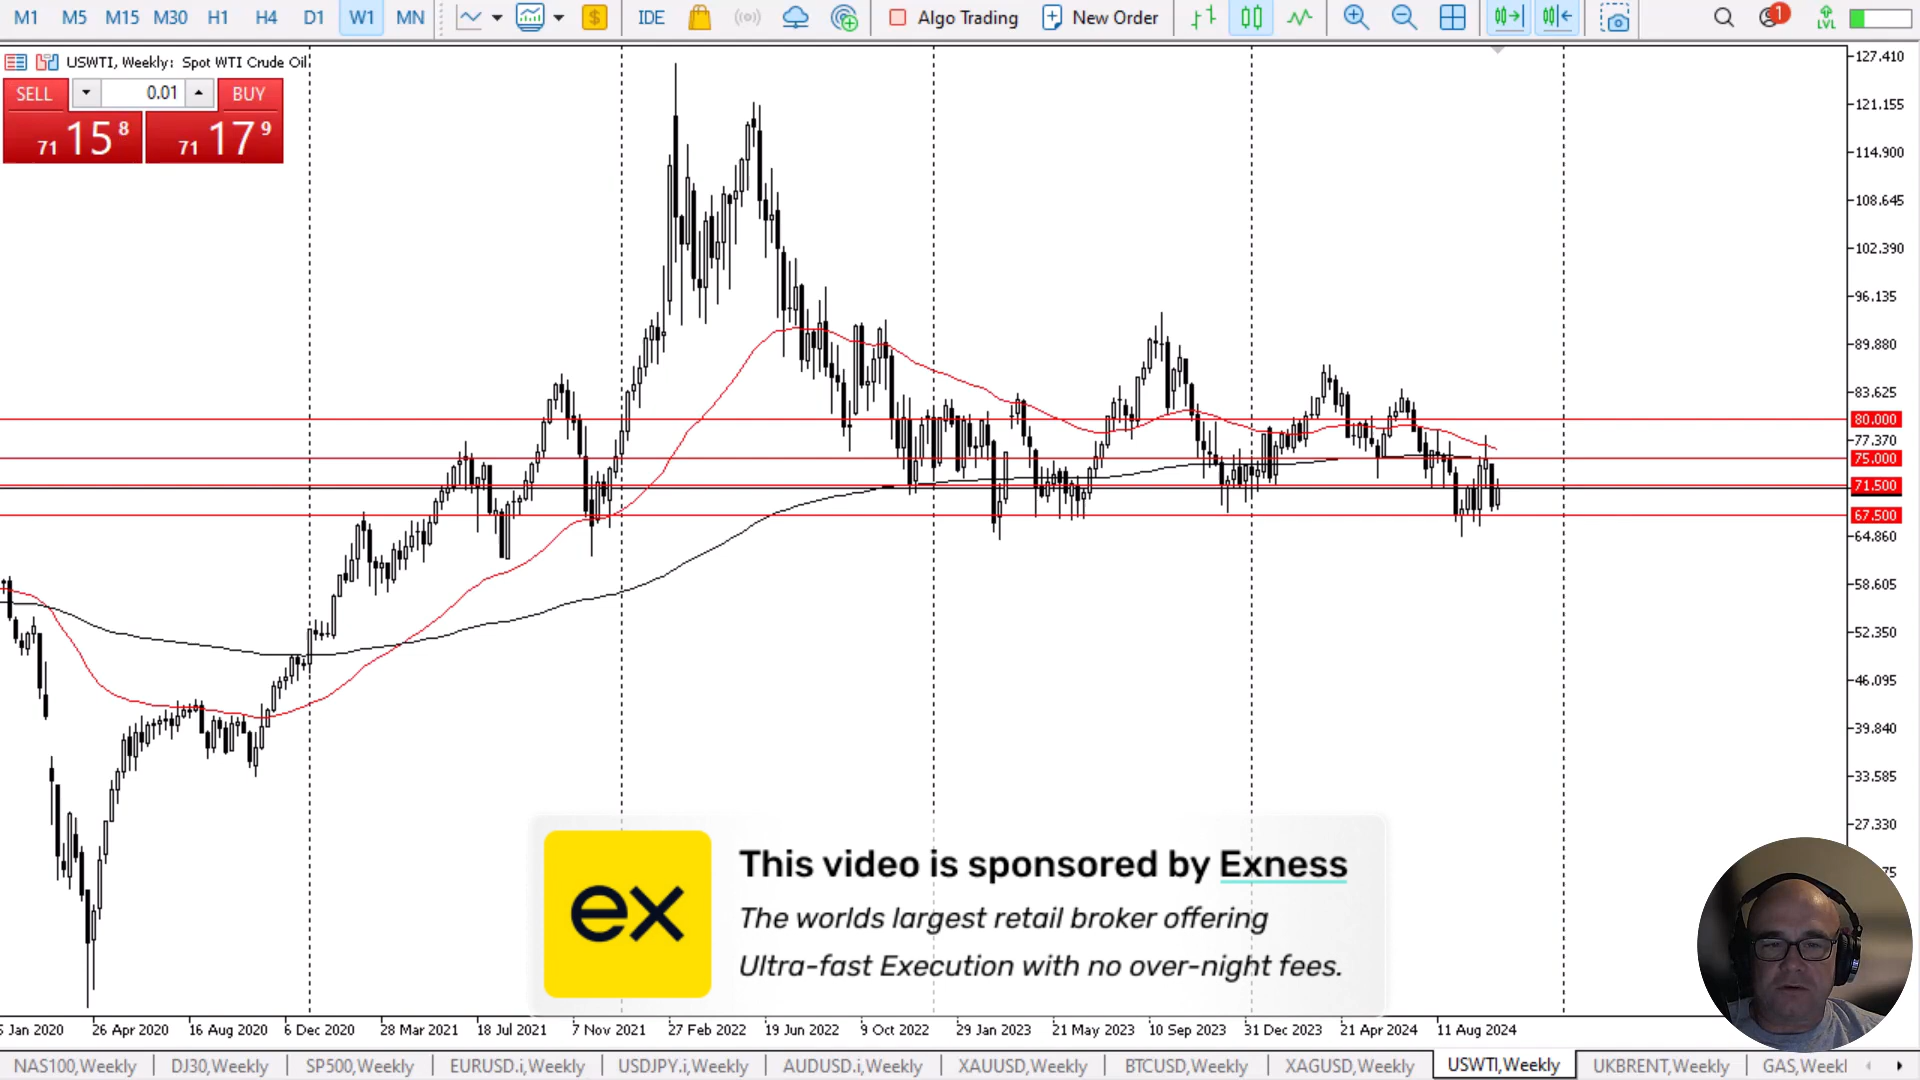 M1 M5 M15 M30 H1 H4 D1 W1 MN $ IDE Algo Trading New Order 1 LVL
USWTI, Weekly: Spot WTI Crude Oil
SELL 0.01 BUY
71 15 8 71 17 9
127.410
121.155
114.900
108.645
102.390
96.135
89.880
83.625
80.000
77.370
75.000
71.500
67.500
64.860
58.605
52.350
46.095
39.840
33.585
27.330
ex
This video is sponsored by Exness
The worlds largest retail broker offering
Ultra-fast Execution with no over-night fees.
Jan 2020 26 Apr 2020 16 Aug 2020 6 Dec 2020 28 Mar 2021 18 Jul 2021 7 Nov 2021 27 Feb 2022 19 Jun 2022 9 Oct 2022 29 Jan 2023 21 May 2023 10 Sep 2023 31 Dec 2023 21 Apr 2024 11 Aug 2024
NAS100,Weekly DJ30,Weekly SP500,Weekly EURUSD.i,Weekly USDJPY.i,Weekly AUDUSD.i,Weekly XAUUSD,Weekly BTCUSD,Weekly XAGUSD,Weekly USWTI,Weekly UKBRENT,Weekly GAS,Weekl